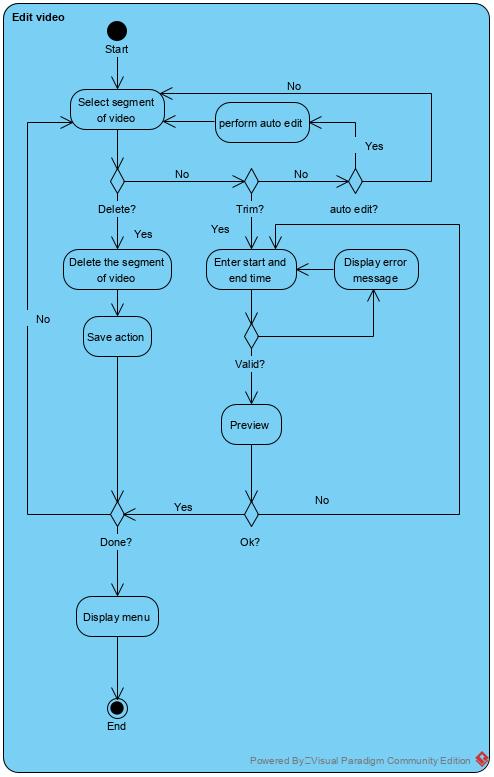 Edit video
Start
No
Select segment
of video
perform auto edit
Yes
No
No
Delete?
Trim?
auto edit?
Yes
Yes
Delete the segment
of video
Enter start and
end time
Display error
message
No
Save action
Valid?
Preview
Yes
No
Done?
Ok?
Display menu
End
Powered By Visual Paradigm Community Edition